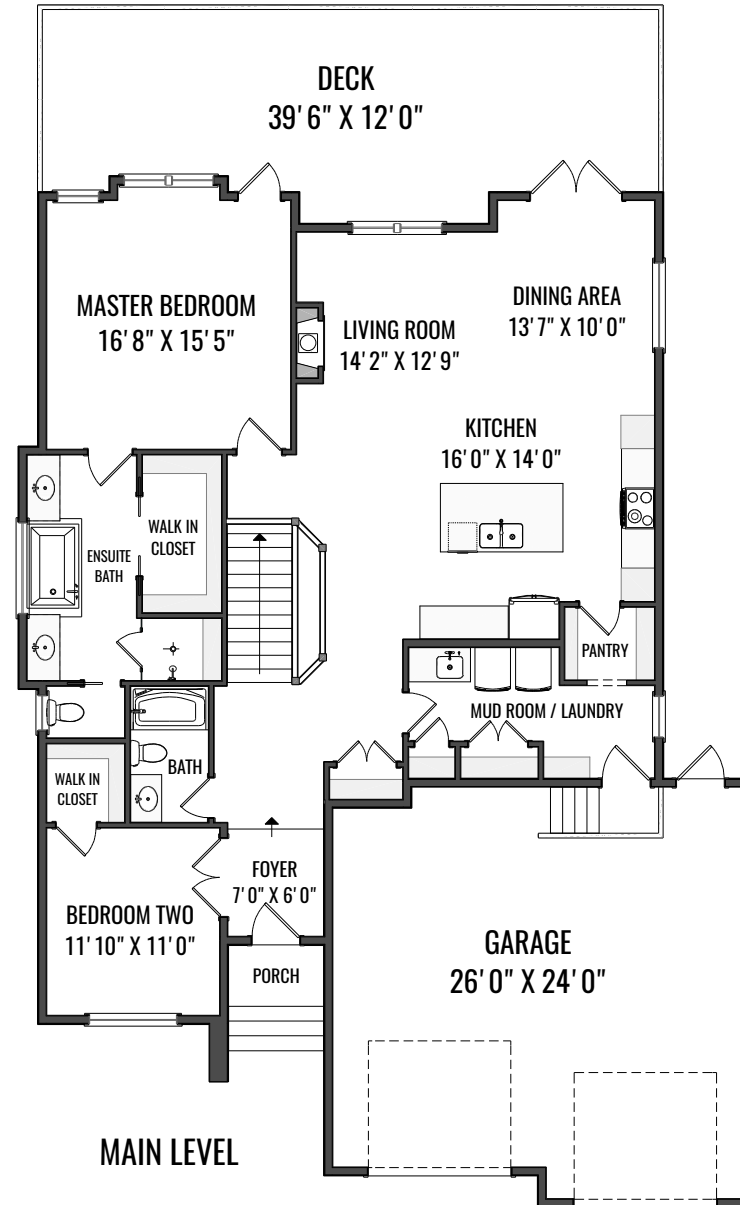 DECK
39'6" X 12'0"
MASTER BEDROOM
16'8" X 15'5"
LIVING ROOM
14'2" X 12'9"
DINING AREA
13'7" X 10'0"
KITCHEN
16'0" X 14'0"
WALK IN
CLOSET
ENSUITE
BATH
PANTRY
MUD ROOM / LAUNDRY
BATH
WALK IN
CLOSET
FOYER
7'0" X 6'0"
BEDROOM TWO
11'10" X 11'0"
PORCH
GARAGE
26'0" X 24'0"
MAIN LEVEL